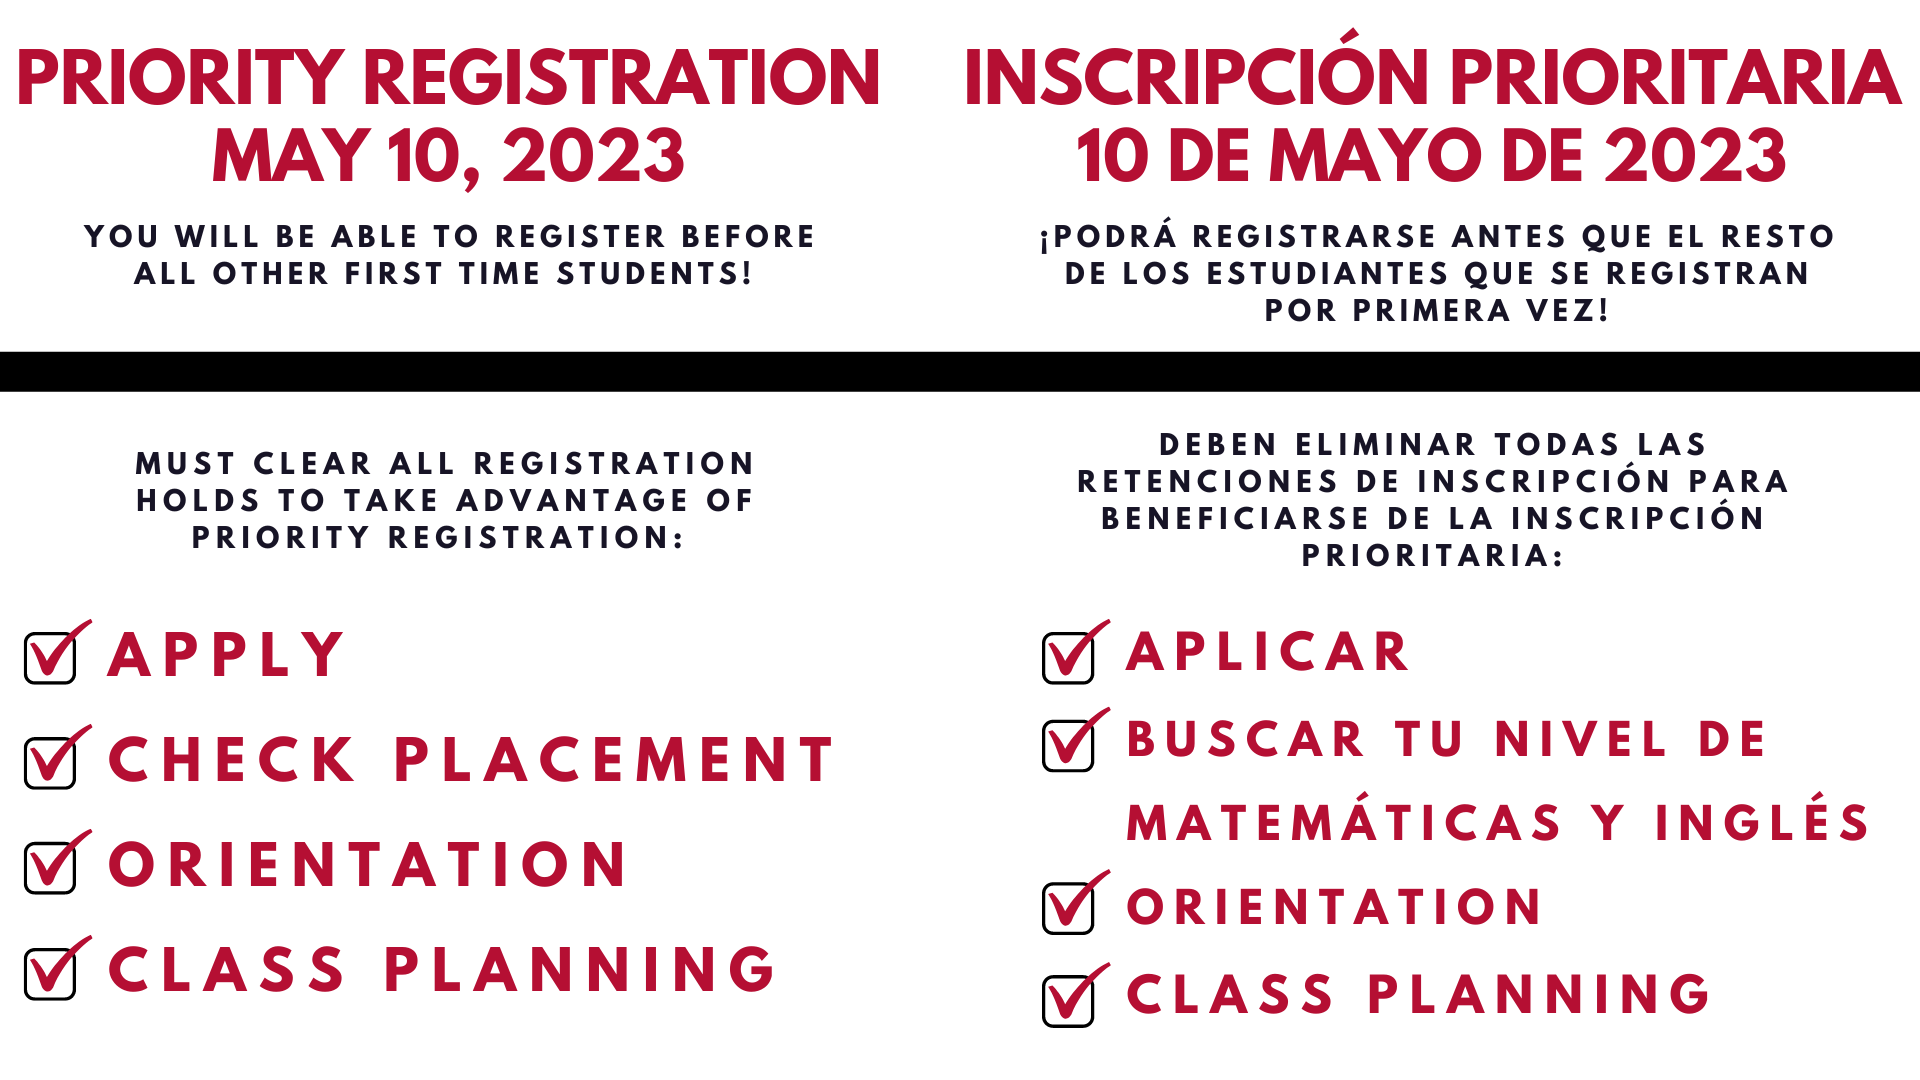 PRIORITY REGISTRATION
MAY 10, 2023
YOU WILL BE ABLE TO REGISTER BEFORE
ALL OTHER FIRST TIME STUDENTS!
INSCRIPCIÓN PRIORITARIA
10 DE MAYO DE 2023
¡PODRÁ REGISTRARSE ANTES QUE EL RESTO
DE LOS ESTUDIANTES QUE SE REGISTRAN
POR PRIMERA VEZ!
MUST CLEAR ALL REGISTRATION
HOLDS TO TAKE ADVANTAGE OF
PRIORITY REGISTRATION:
APPLY
CHECK PLACEMENT
ORIENTATION
CLASS PLANNING
DEBEN ELIMINAR TODAS LAS
RETENCIONES DE INSCRIPCIÓN PARA
BENEFICIARSE DE LA INSCRIPCIÓN
PRIORITARIA:
APLICAR
BUSCAR TU NIVEL DE
MATEMÁTICAS Y INGLÉS
ORIENTATION
CLASS PLANNING